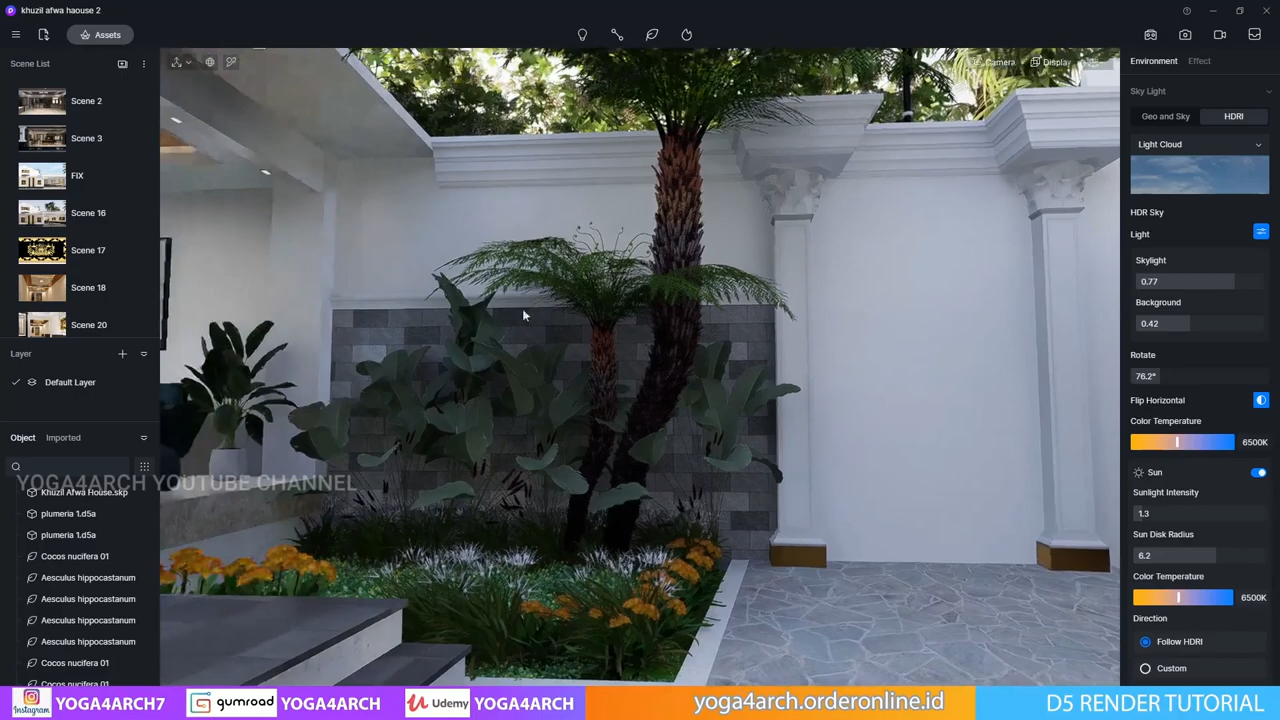 khuzil afwa haouse 2
Assets
Scene List
Scene 2
Scene 3
FIX
Scene 16
Scene 17
Scene 18
Scene 20
Layer
Default Layer
Object
Imported
Khuzil Afwa House.skp
plumeria 1.d5a
plumeria 1.d5a
Cocos nucifera 01
Aesculus hippocastanum
Aesculus hippocastanum
Aesculus hippocastanum
Aesculus hippocastanum
Cocos nucifera 01
Cocos nucifera 01
YOGA4ARCH YOUTUBE CHANNEL
Camera
Display
Environment
Effect
Sky Light
Geo and Sky
HDRI
Light Cloud
HDR Sky
Light
Skylight
0.77
Background
0.42
Rotate
76.2°
Flip Horizontal
Color Temperature
6500K
Sun
Sunlight Intensity
1.3
Sun Disk Radius
6.2
Color Temperature
6500K
Direction
Follow HDRI
Custom
Instagram
YOGA4ARCH7
gumroad
YOGA4ARCH
Udemy
YOGA4ARCH
yoga4arch.orderonline.id
D5 RENDER TUTORIAL